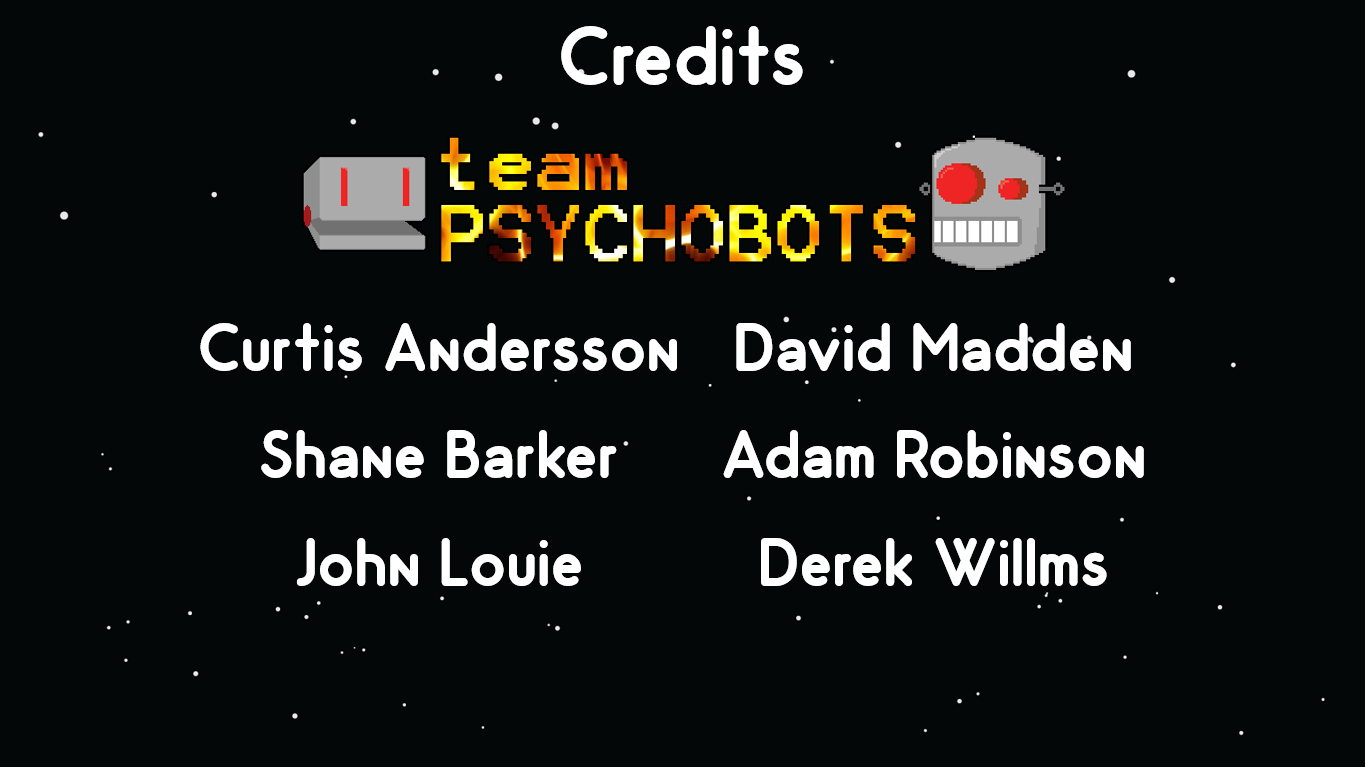 Credits
team
PSYCHOBOTS
Curtis Andersson David Madden
Shane Barker Adam Robinson
John Louie Derek Willms